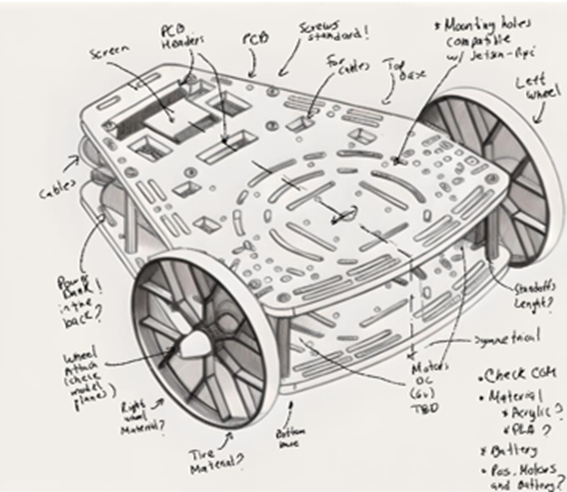 Screen
PCB
Headers
PCB
Screws
standard!
For
Cables
Top
Base
* Mounting holes
compatible
w/ Jetson-Rpi
Left
Wheel
Cables
Power
Bank!
in the
back?
Wheel
Attach
model
Right
wheel
Material?
Tire
Material?
Bottom
base
Motors
DC
(6v)
TBD
Symmetrical
Standoffs
Lenght?
• Check COM
• Material
* Acrylic?
* PLA?
* Battery
• Pos. Motors
and Battery?